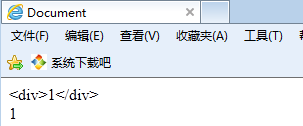 Document
文件(F) 编辑(E) 查看(V) 收藏夹(A) 工具(T)
系统下载吧
<div>1</div>
1